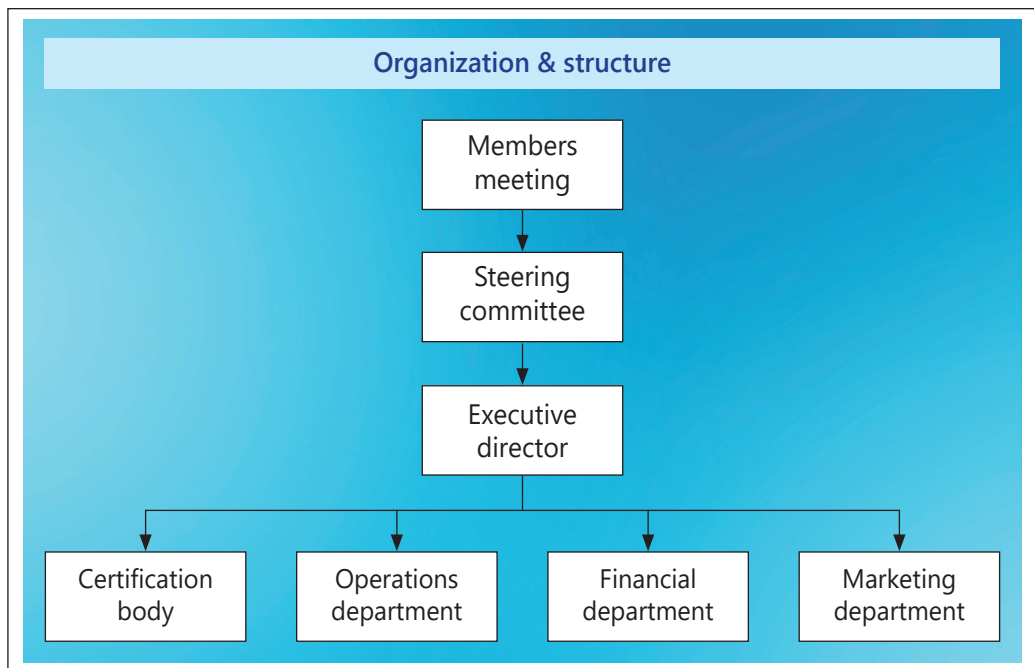 Organization & structure
Members
meeting
Steering
committee
Executive
director
Certification
body
Operations
department
Financial
department
Marketing
department